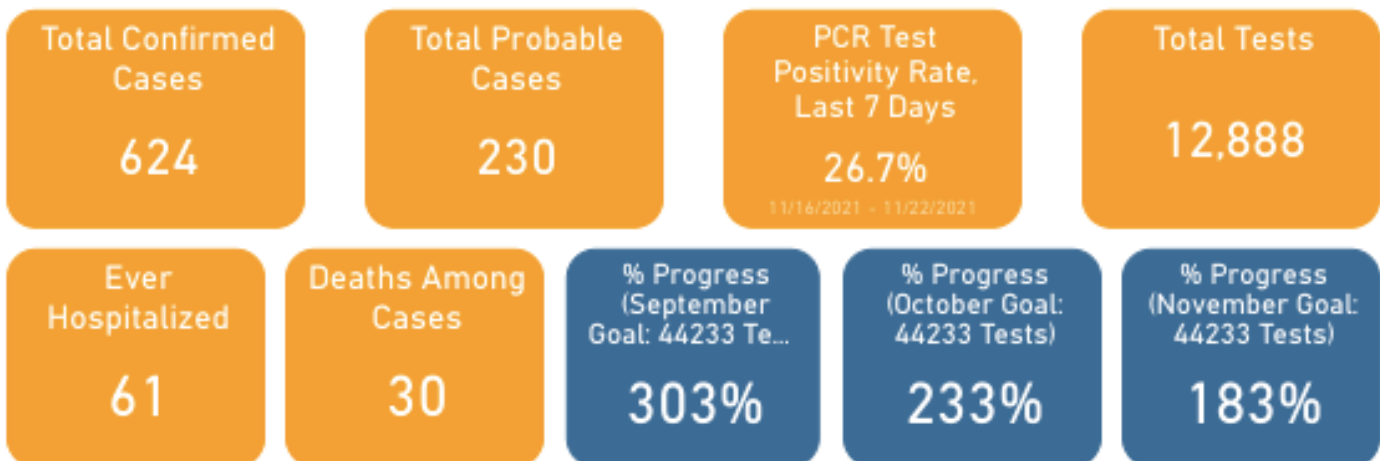 Total Confirmed
Cases
624
Total Probable
Cases
230
PCR Test
Positivity Rate,
Last 7 Days
26.7%
11/16/2021 - 11/22/2021
Total Tests
12,888
Ever
Hospitalized
61
Deaths Among
Cases
30
% Progress
(September
Goal: 44233 Te...
303%
% Progress
(October Goal:
44233 Tests)
233%
% Progress
(November Goal:
44233 Tests)
183%